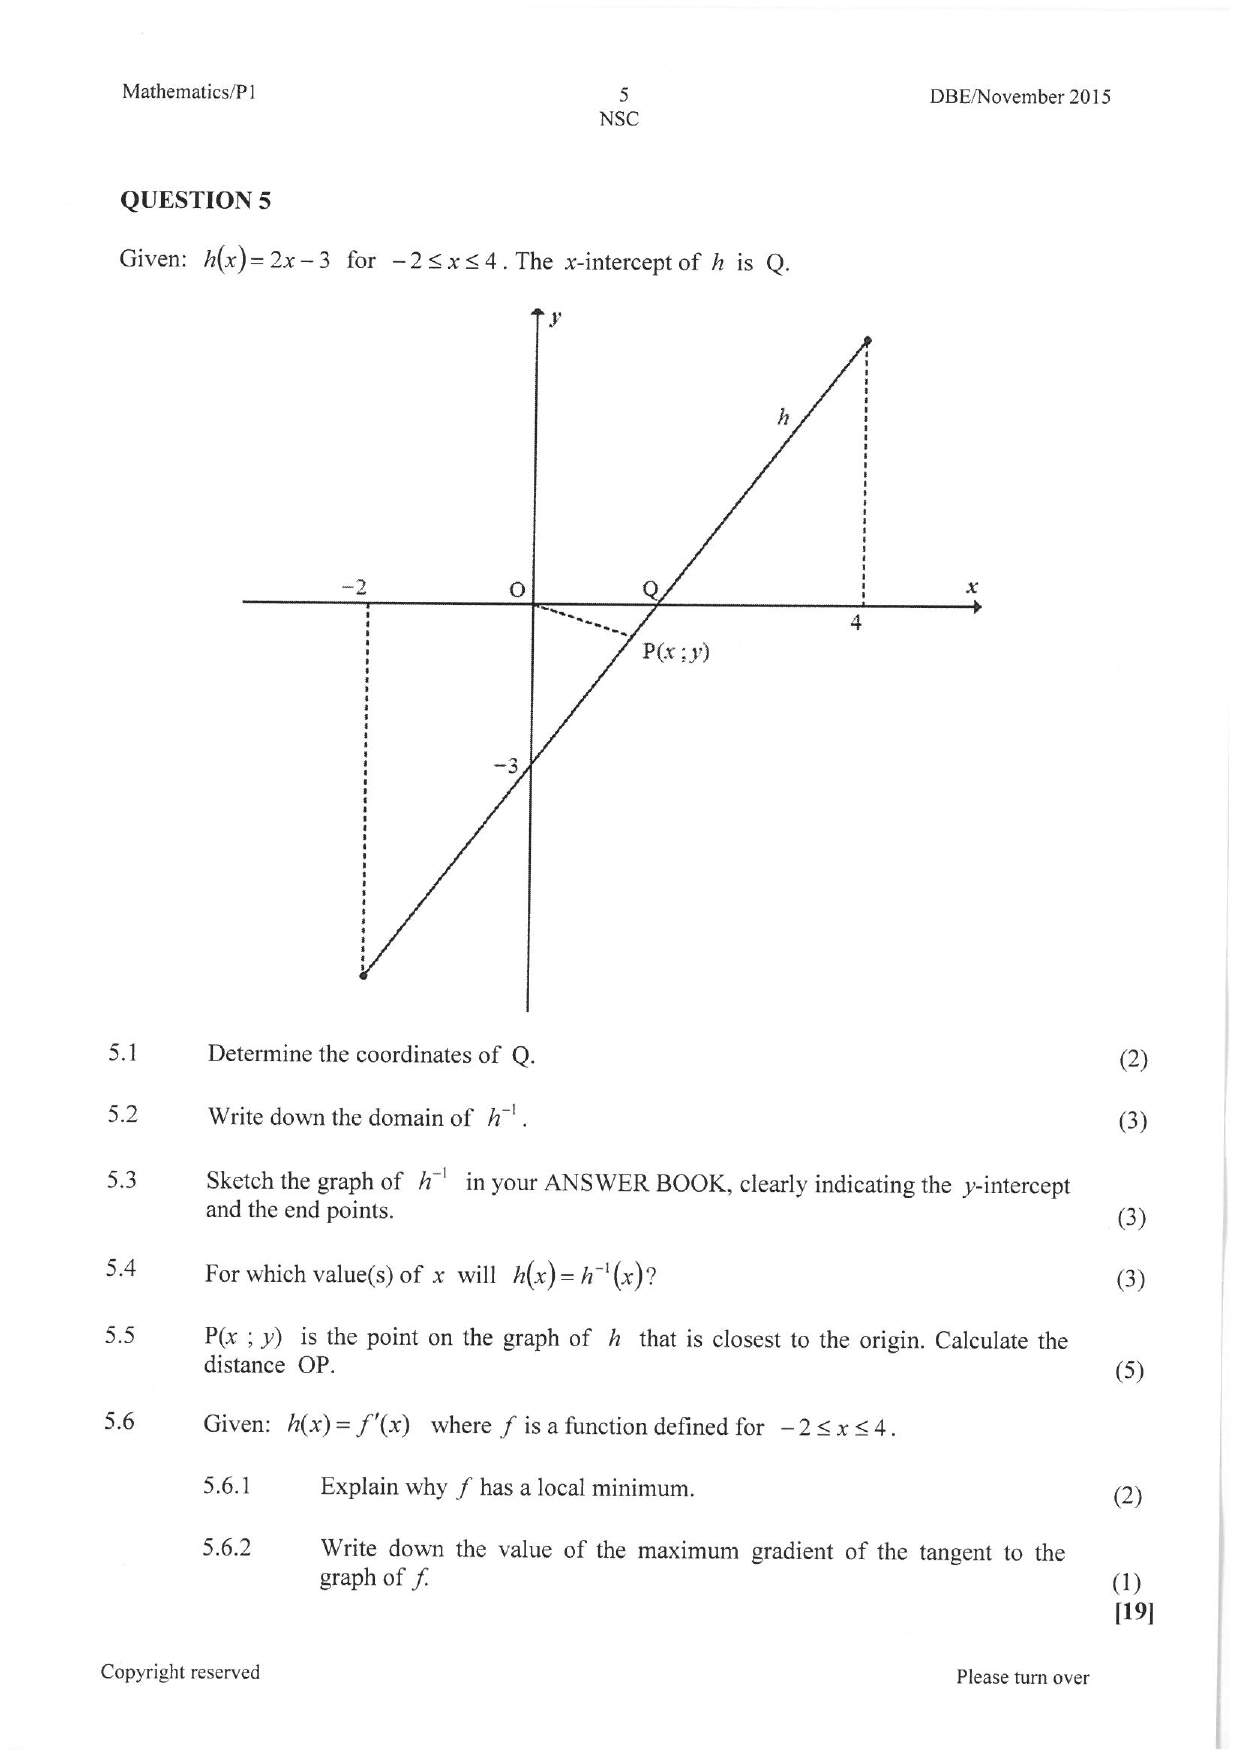 Mathematics/P1
5
DBE/November 2015
NSC
QUESTION 5
Given: h(x) = 2x – 3 for – 2 ≤ x ≤ 4 . The x-intercept of h is Q.
y
h
–2
O
Q
x
4
P(x ; y)
–3
5.1 Determine the coordinates of Q. (2)
5.2 Write down the domain of h⁻¹ . (3)
5.3 Sketch the graph of h⁻¹ in your ANSWER BOOK, clearly indicating the y-intercept
and the end points. (3)
5.4 For which value(s) of x will h(x) = h⁻¹(x)? (3)
5.5 P(x ; y) is the point on the graph of h that is closest to the origin. Calculate the
distance OP. (5)
5.6 Given: h(x) = f'(x) where f is a function defined for – 2 ≤ x ≤ 4 .
5.6.1 Explain why f has a local minimum. (2)
5.6.2 Write down the value of the maximum gradient of the tangent to the
graph of f. (1)
[19]
Copyright reserved
Please turn over